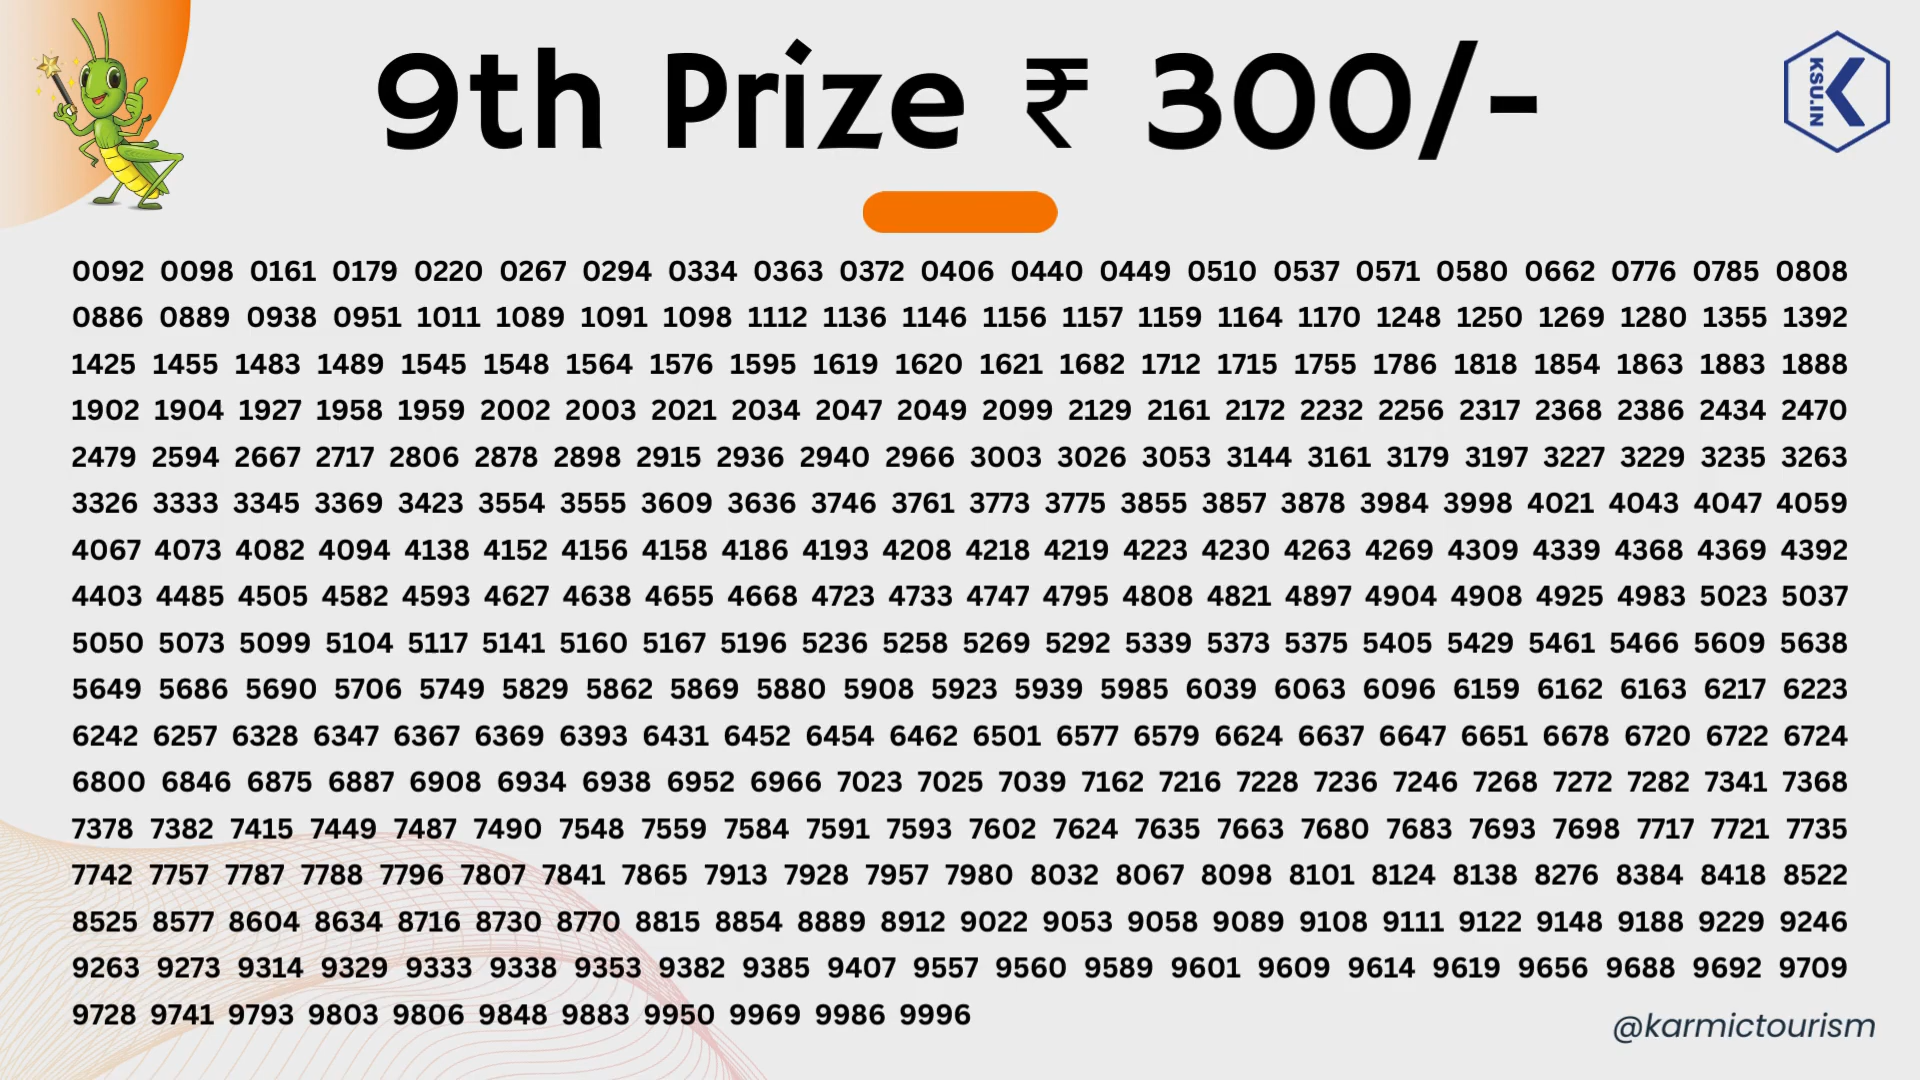 9th Prize ₹ 300/-
KSU.IN
0092 0098 0161 0179 0220 0267 0294 0334 0363 0372 0406 0440 0449 0510 0537 0571 0580 0662 0776 0785 0808
0886 0889 0938 0951 1011 1089 1091 1098 1112 1136 1146 1156 1157 1159 1164 1170 1248 1250 1269 1280 1355 1392
1425 1455 1483 1489 1545 1548 1564 1576 1595 1619 1620 1621 1682 1712 1715 1755 1786 1818 1854 1863 1883 1888
1902 1904 1927 1958 1959 2002 2003 2021 2034 2047 2049 2099 2129 2161 2172 2232 2256 2317 2368 2386 2434 2470
2479 2594 2667 2717 2806 2878 2898 2915 2936 2940 2966 3003 3026 3053 3144 3161 3179 3197 3227 3229 3235 3263
3326 3333 3345 3369 3423 3554 3555 3609 3636 3746 3761 3773 3775 3855 3857 3878 3984 3998 4021 4043 4047 4059
4067 4073 4082 4094 4138 4152 4156 4158 4186 4193 4208 4218 4219 4223 4230 4263 4269 4309 4339 4368 4369 4392
4403 4485 4505 4582 4593 4627 4638 4655 4668 4723 4733 4747 4795 4808 4821 4897 4904 4908 4925 4983 5023 5037
5050 5073 5099 5104 5117 5141 5160 5167 5196 5236 5258 5269 5292 5339 5373 5375 5405 5429 5461 5466 5609 5638
5649 5686 5690 5706 5749 5829 5862 5869 5880 5908 5923 5939 5985 6039 6063 6096 6159 6162 6163 6217 6223
6242 6257 6328 6347 6367 6369 6393 6431 6452 6454 6462 6501 6577 6579 6624 6637 6647 6651 6678 6720 6722 6724
6800 6846 6875 6887 6908 6934 6938 6952 6966 7023 7025 7039 7162 7216 7228 7236 7246 7268 7272 7282 7341 7368
7378 7382 7415 7449 7487 7490 7548 7559 7584 7591 7593 7602 7624 7635 7663 7680 7683 7693 7698 7717 7721 7735
7742 7757 7787 7788 7796 7807 7841 7865 7913 7928 7957 7980 8032 8067 8098 8101 8124 8138 8276 8384 8418 8522
8525 8577 8604 8634 8716 8730 8770 8815 8854 8889 8912 9022 9053 9058 9089 9108 9111 9122 9148 9188 9229 9246
9263 9273 9314 9329 9333 9338 9353 9382 9385 9407 9557 9560 9589 9601 9609 9614 9619 9656 9688 9692 9709
9728 9741 9793 9803 9806 9848 9883 9950 9969 9986 9996
@karmictourism